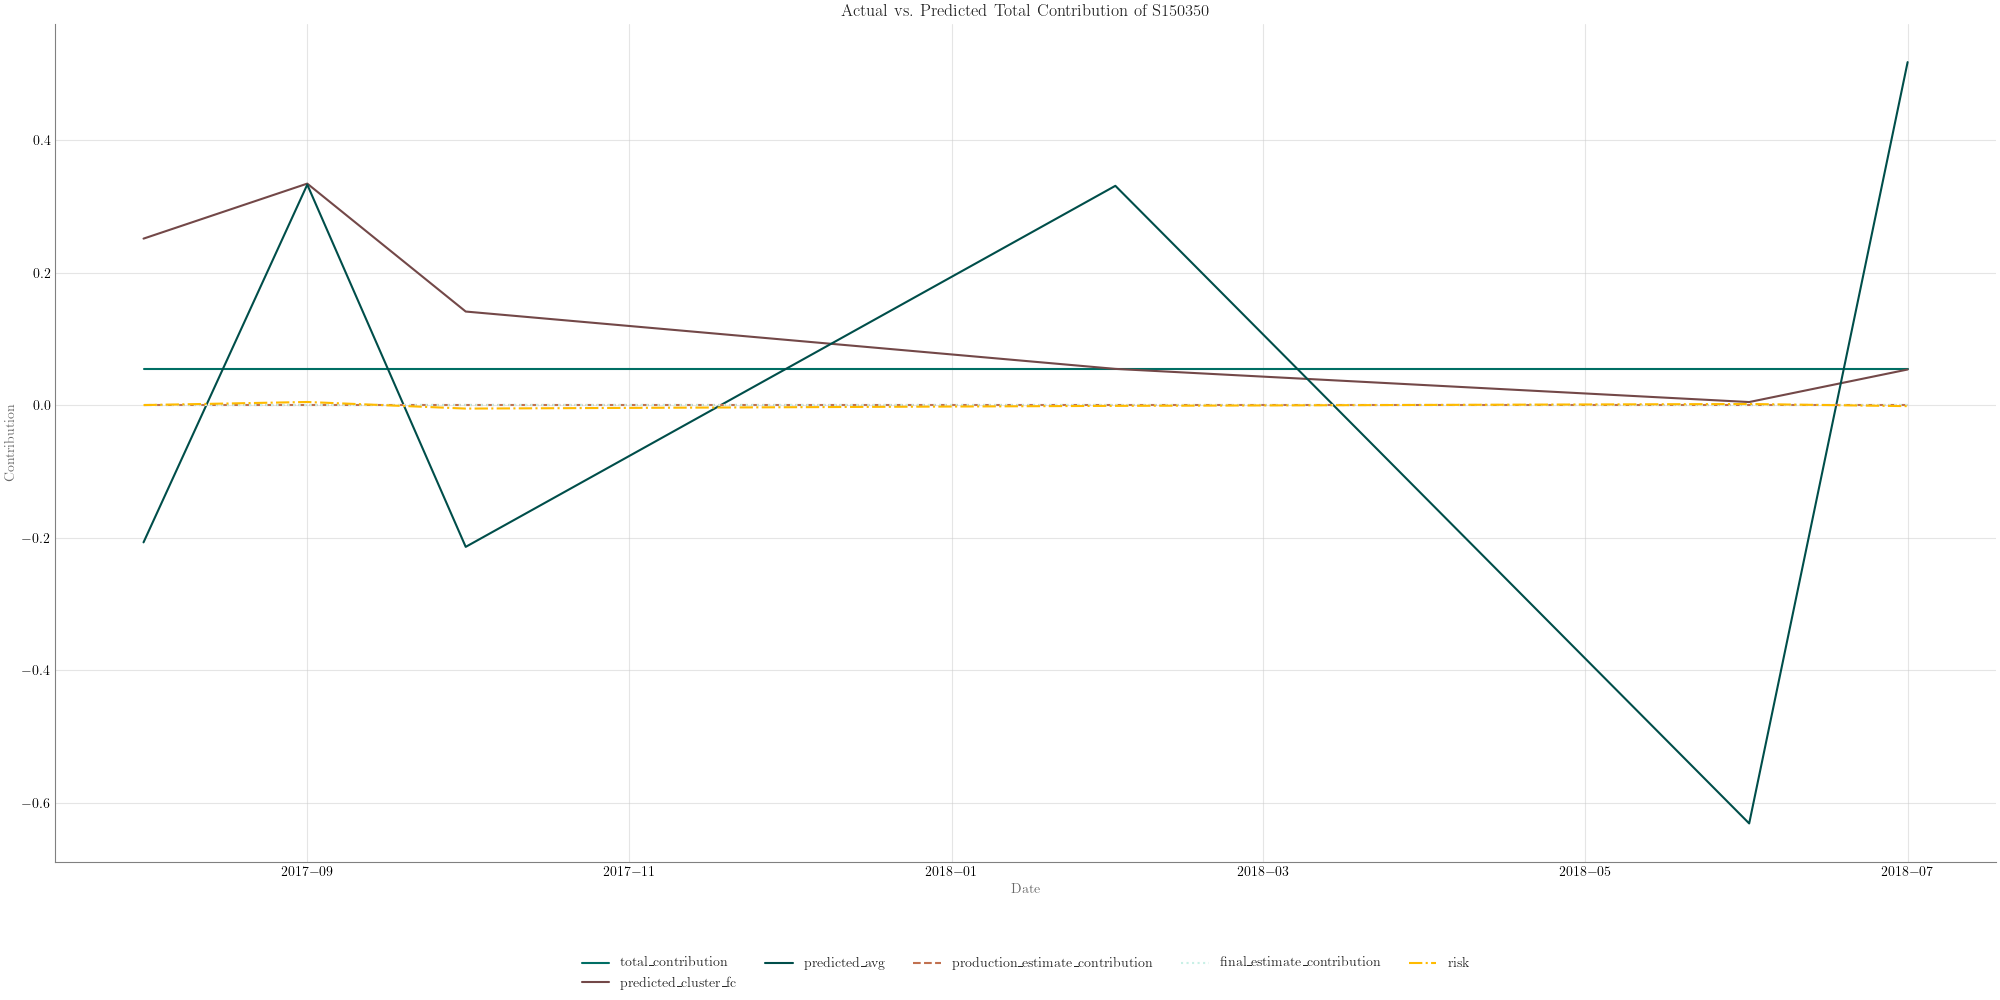 Actual vs. Predicted Total Contribution of S150350
Contribution
0.4
0.2
0.0
−0.2
−0.4
−0.6
2017−09 2017−11 2018−01 2018−03 2018−05 2018−07
Date
total_contribution predicted_avg production_estimate_contribution final_estimate_contribution risk
predicted_cluster_fc